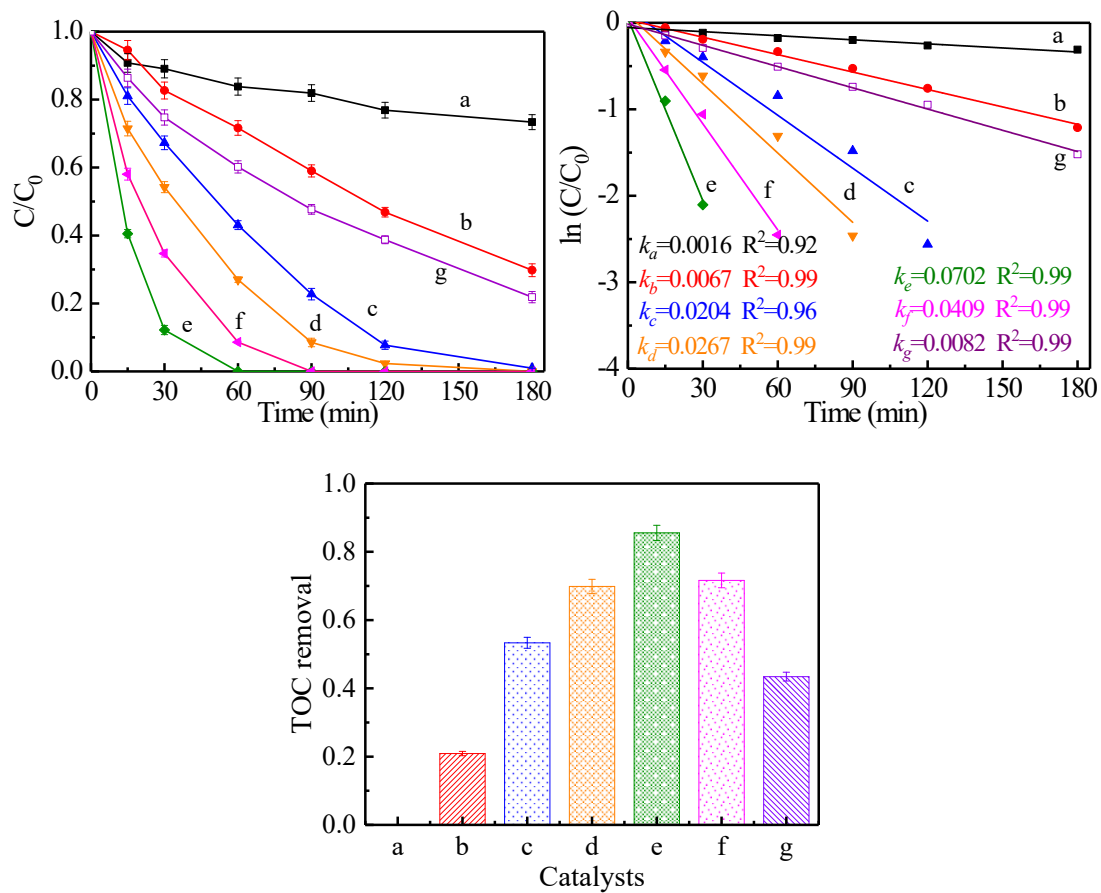 1.0
0.8
0.6
0.4
0.2
0.0
C/C0
a
b
g
c
d
f
e
0 30 60 90 120 150 180
Time (min)
0
-1
-2
-3
-4
ln (C/C0)
a
b
g
c
d
f
e
ka=0.0016 R2=0.92
kb=0.0067 R2=0.99
kc=0.0204 R2=0.96
kd=0.0267 R2=0.99
ke=0.0702 R2=0.99
kf=0.0409 R2=0.99
kg=0.0082 R2=0.99
0 30 60 90 120 150 180
Time (min)
1.0
0.8
0.6
0.4
0.2
0.0
TOC removal
a b c d e f g
Catalysts